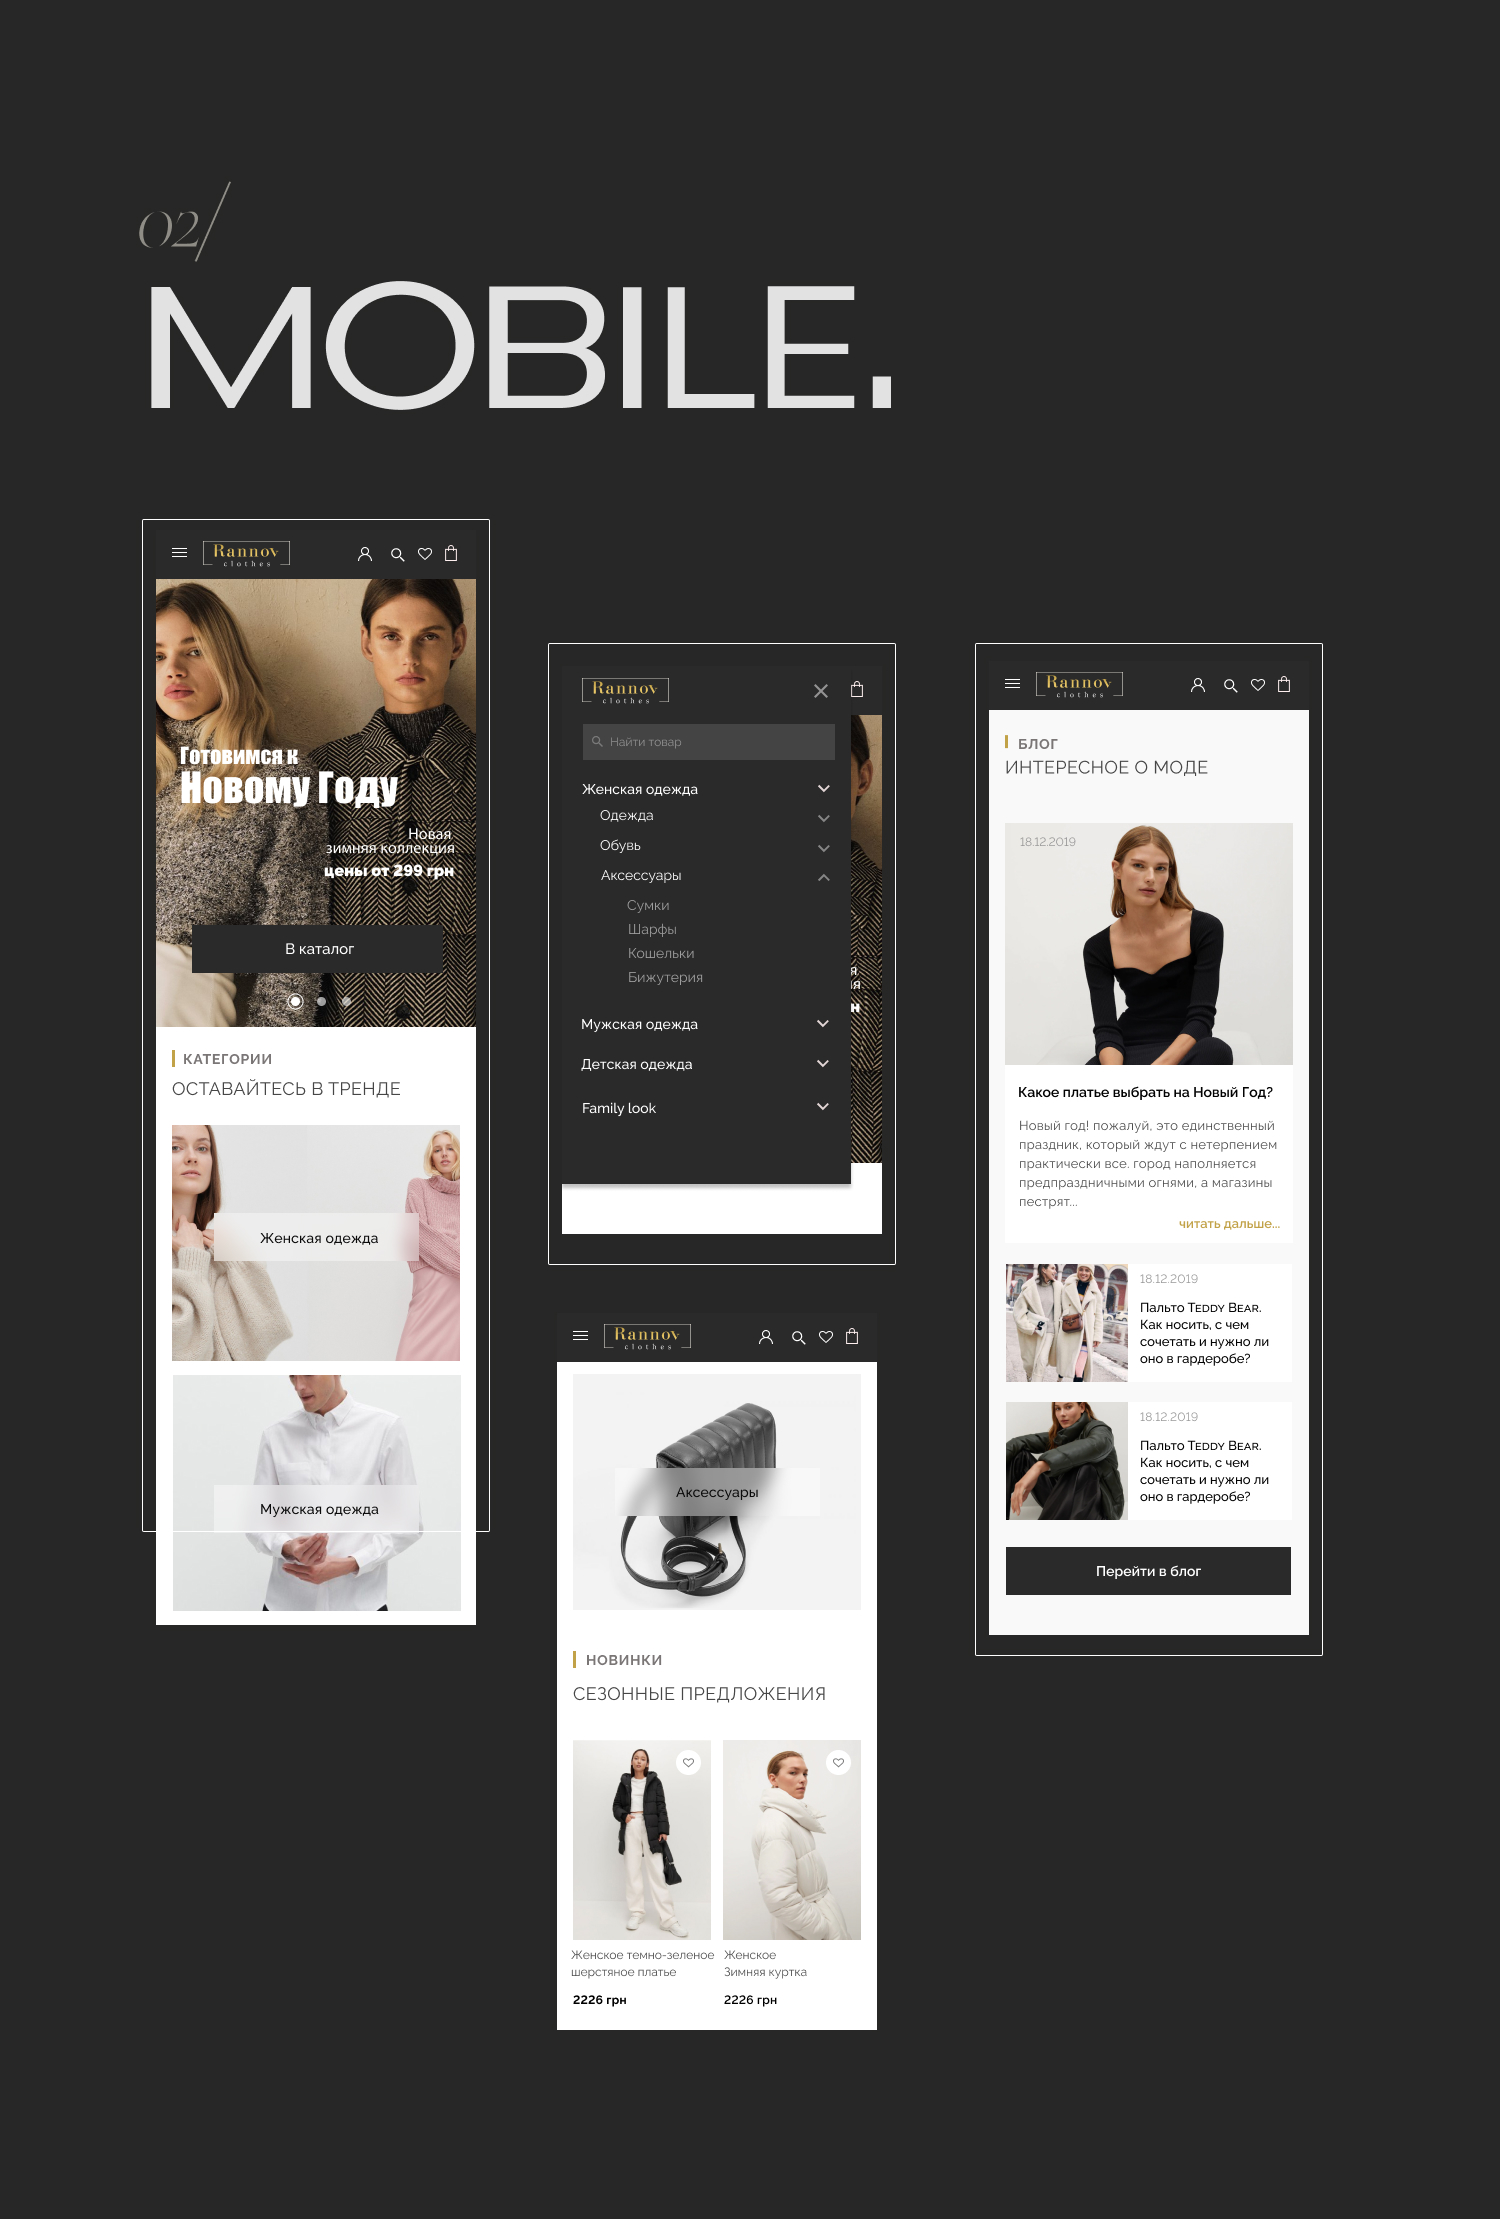 02/
MOBILE.
Rannov
clothes
Готовимся к
Новому Году
Новая
зимняя коллекция
цены от 299 грн
В каталог
КАТЕГОРИИ
ОСТАВАЙТЕСЬ В ТРЕНДЕ
Женская одежда
Мужская одежда
Rannov
clothes
Найти товар
Женская одежда
Одежда
Обувь
Аксессуары
Сумки
Шарфы
Кошельки
Бижутерия
я
ия
н
Мужская одежда
Детская одежда
Family look
Rannov
clothes
Аксессуары
НОВИНКИ
СЕЗОННЫЕ ПРЕДЛОЖЕНИЯ
Женское темно-зеленое
шерстяное платье
2226 грн
Женское
Зимняя куртка
2226 грн
Rannov
clothes
БЛОГ
ИНТЕРЕСНОЕ О МОДЕ
18.12.2019
Какое платье выбрать на Новый Год?
Новый год! пожалуй, это единственный
праздник, который ждут с нетерпением
практически все. город наполняется
предпраздничными огнями, а магазины
пестрят...
читать дальше...
18.12.2019
Пальто Teddy Bear.
Как носить, с чем
сочетать и нужно ли
оно в гардеробе?
18.12.2019
Пальто Teddy Bear.
Как носить, с чем
сочетать и нужно ли
оно в гардеробе?
Перейти в блог